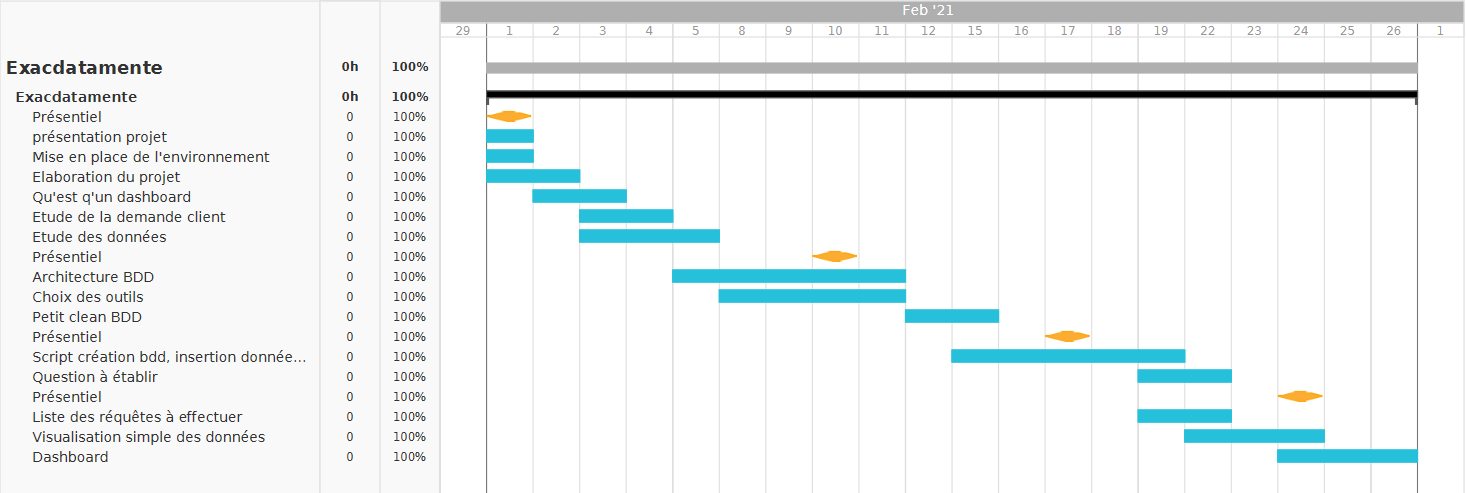 Feb '21
29 1 2 3 4 5 8 9 10 11 12 15 16 17 18 19 22 23 24 25 26 1
Exacdatamente 0h 100%
Exacdatamente 0h 100%
Présentiel 0 100%
présentation projet 0 100%
Mise en place de l'environnement 0 100%
Elaboration du projet 0 100%
Qu'est q'un dashboard 0 100%
Etude de la demande client 0 100%
Etude des données 0 100%
Présentiel 0 100%
Architecture BDD 0 100%
Choix des outils 0 100%
Petit clean BDD 0 100%
Présentiel 0 100%
Script création bdd, insertion donnée... 0 100%
Question à établir 0 100%
Présentiel 0 100%
Liste des réquêtes à effectuer 0 100%
Visualisation simple des données 0 100%
Dashboard 0 100%